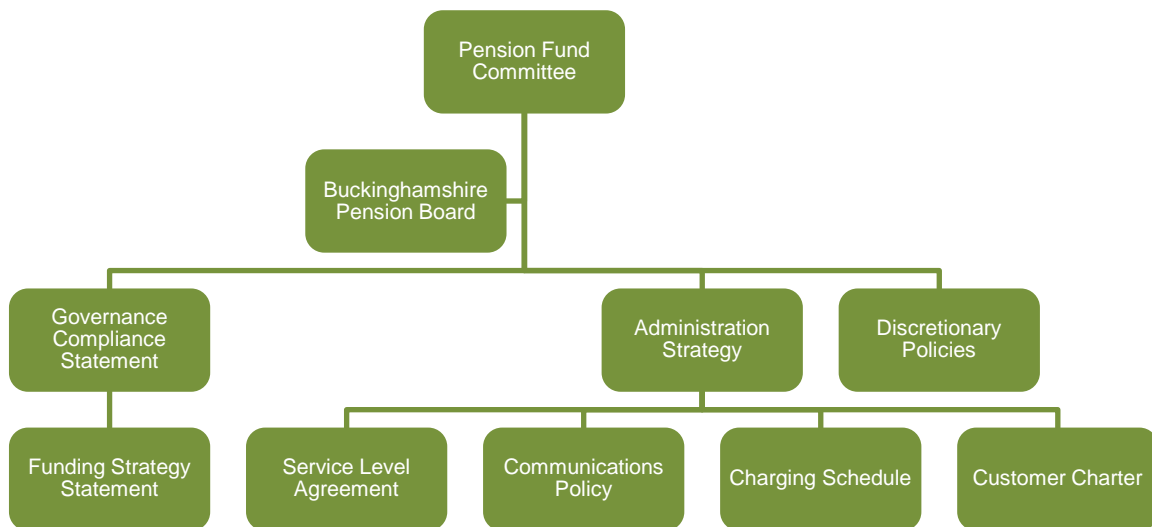 Pension Fund
Committee
Buckinghamshire
Pension Board
Governance
Compliance
Statement
Administration
Strategy
Discretionary
Policies
Funding Strategy
Statement
Service Level
Agreement
Communications
Policy
Charging Schedule
Customer Charter